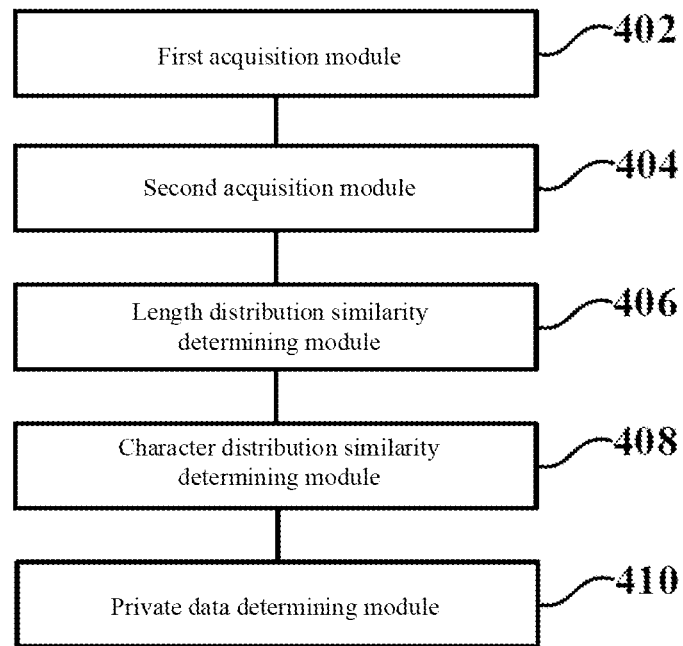 First acquisition module
402
Second acquisition module
404
Length distribution similarity
determining module
406
Character distribution similarity
determining module
408
Private data determining module
410